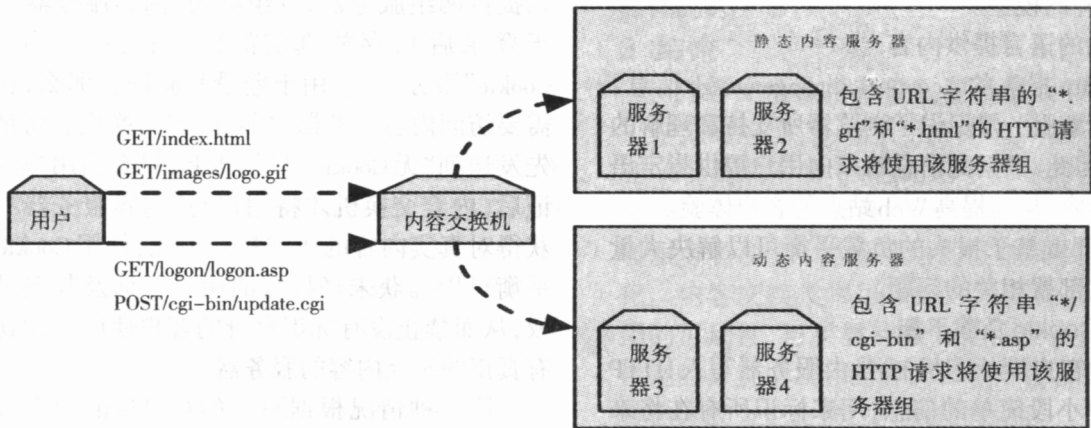 静态内容服务器
服务
器1
服务
器2
包含 URL 字符串的“*.
gif”和“*.html”的 HTTP 请
求将使用该服务器组
GET/index.html
GET/images/logo.gif
用户
内容交换机
GET/logon/logon.asp
POST/cgi-bin/update.cgi
动态内容服务器
服务
器3
服务
器4
包含 URL 字符串“*/
cgi-bin” 和 “*.asp” 的
HTTP 请求将使用该服
务器组